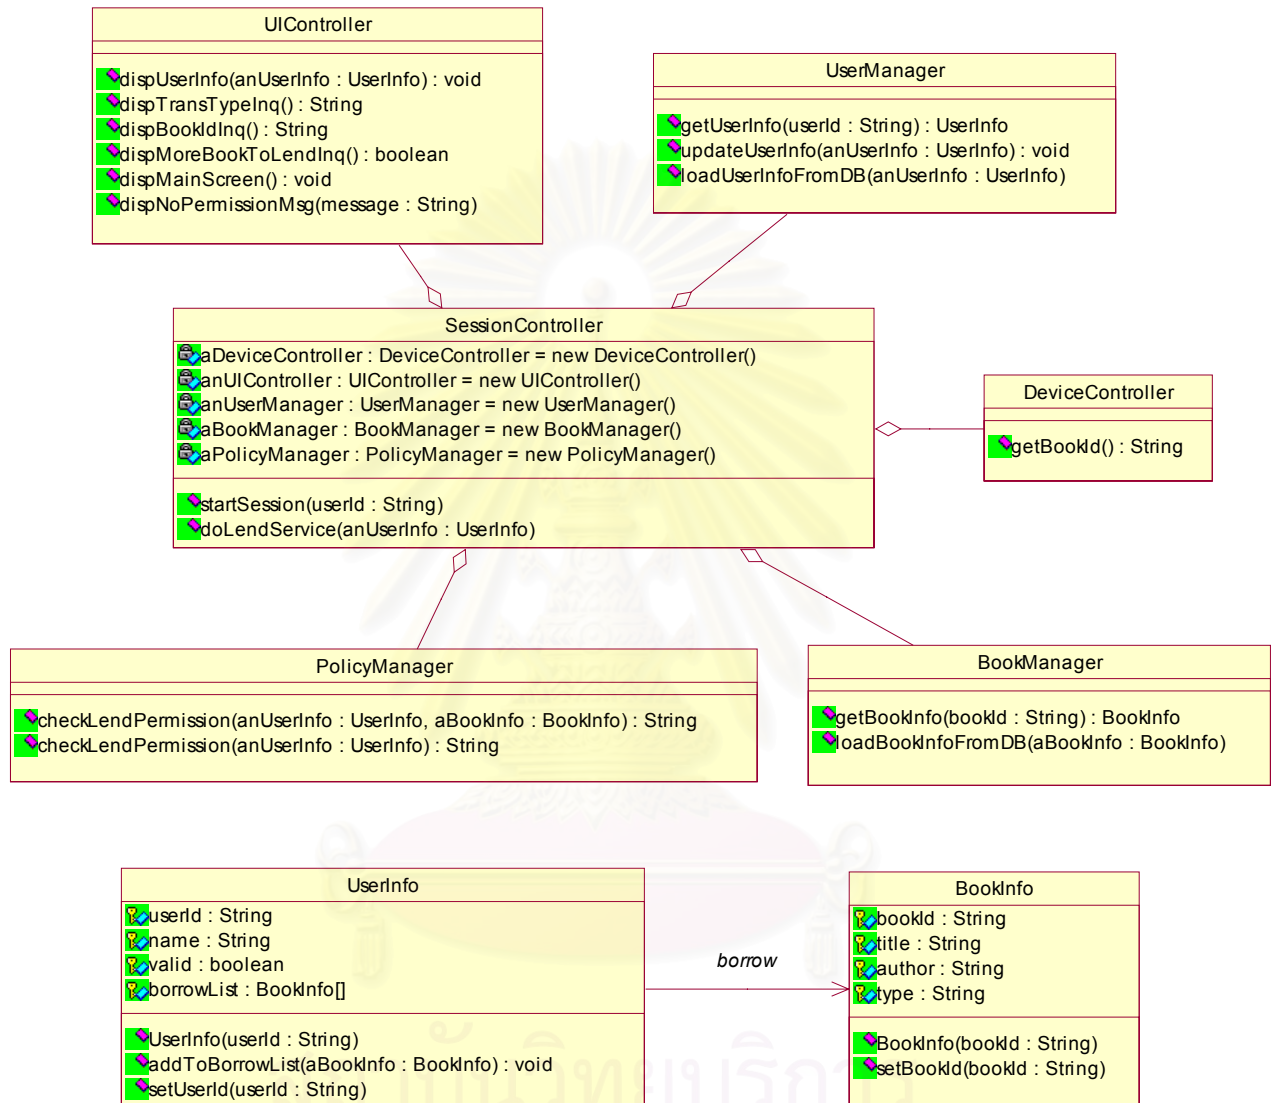 UIController
dispUserInfo(anUserInfo : UserInfo) : void
dispTransTypeInq() : String
dispBookIdInq() : String
dispMoreBookToLendInq() : boolean
dispMainScreen() : void
dispNoPermissionMsg(message : String)
UserManager
getUserInfo(userId : String) : UserInfo
updateUserInfo(anUserInfo : UserInfo) : void
loadUserInfoFromDB(anUserInfo : UserInfo)
SessionController
aDeviceController : DeviceController = new DeviceController()
anUIController : UIController = new UIController()
anUserManager : UserManager = new UserManager()
aBookManager : BookManager = new BookManager()
aPolicyManager : PolicyManager = new PolicyManager()
startSession(userId : String)
doLendService(anUserInfo : UserInfo)
DeviceController
getBookId() : String
PolicyManager
checkLendPermission(anUserInfo : UserInfo, aBookInfo : BookInfo) : String
checkLendPermission(anUserInfo : UserInfo) : String
BookManager
getBookInfo(bookId : String) : BookInfo
loadBookInfoFromDB(aBookInfo : BookInfo)
UserInfo
userId : String
name : String
valid : boolean
borrowList : BookInfo[]
UserInfo(userId : String)
addToBorrowList(aBookInfo : BookInfo) : void
setUserId(userId : String)
borrow
BookInfo
bookId : String
title : String
author : String
type : String
BookInfo(bookId : String)
setBookId(bookId : String)